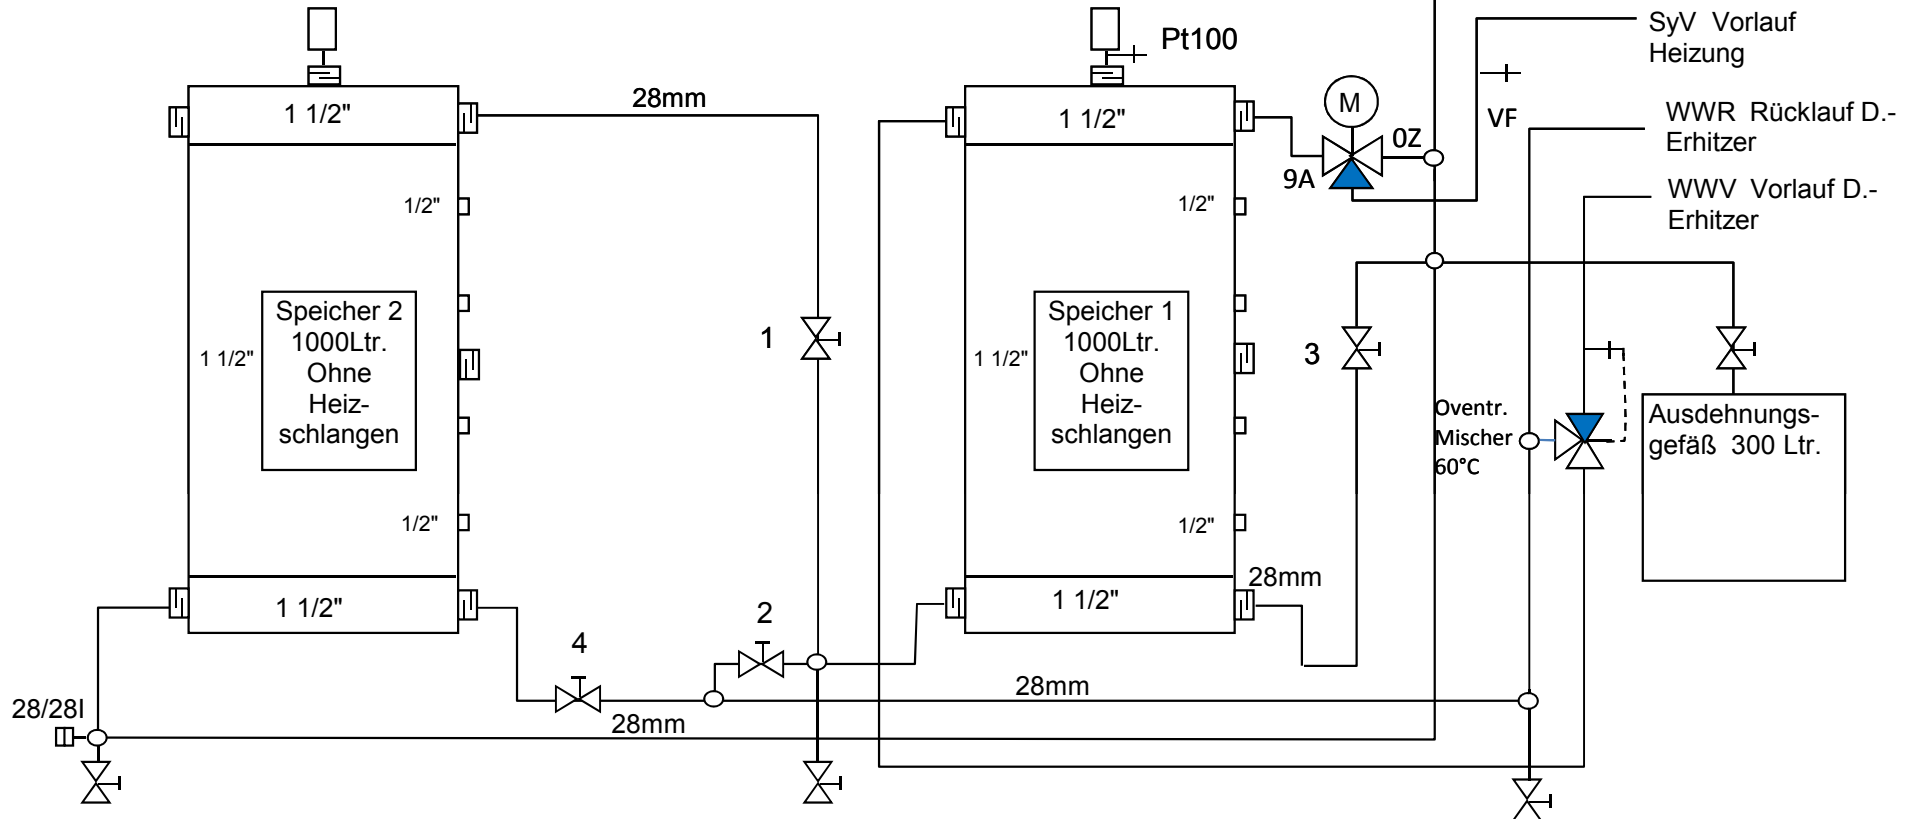 Pt100
SyV Vorlauf
Heizung
1 1/2"
28mm
1 1/2"
M
0Z
VF
WWR Rücklauf D.-
Erhitzer
9A
1/2"
1/2"
WWV Vorlauf D.-
Erhitzer
Speicher 2
1000Ltr.
Ohne
Heiz-
schlangen
1 1/2"
1
Speicher 1
1000Ltr.
Ohne
Heiz-
schlangen
1 1/2"
3
Oventr.
Mischer
60°C
Ausdehnungs-
gefäß 300 Ltr.
1/2"
1/2"
1 1/2"
1 1/2"
28mm
4
2
28mm
28/28I
28mm